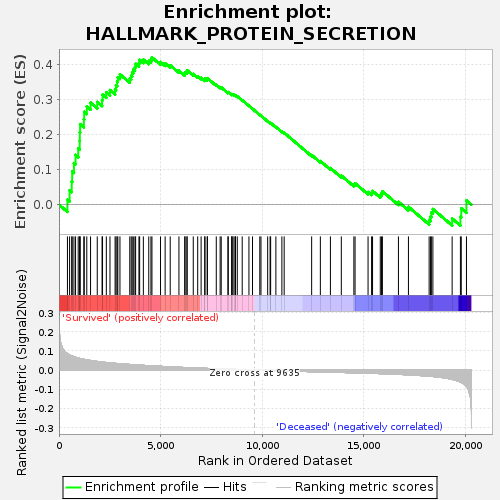 Enrichment plot:
HALLMARK_PROTEIN_SECRETION
Enrichment score (ES)
0.4
0.3
0.2
0.1
0.0
'Survived' (positively correlated)
Ranked list metric (Signal2Noise)
0.3
0.2
0.1
0.0
-0.1
-0.2
-0.3
Zero cross at 9635
'Deceased' (negatively correlated)
0
5,000
10,000
15,000
20,000
Rank in Ordered Dataset
Enrichment profile
Hits
Ranking metric scores